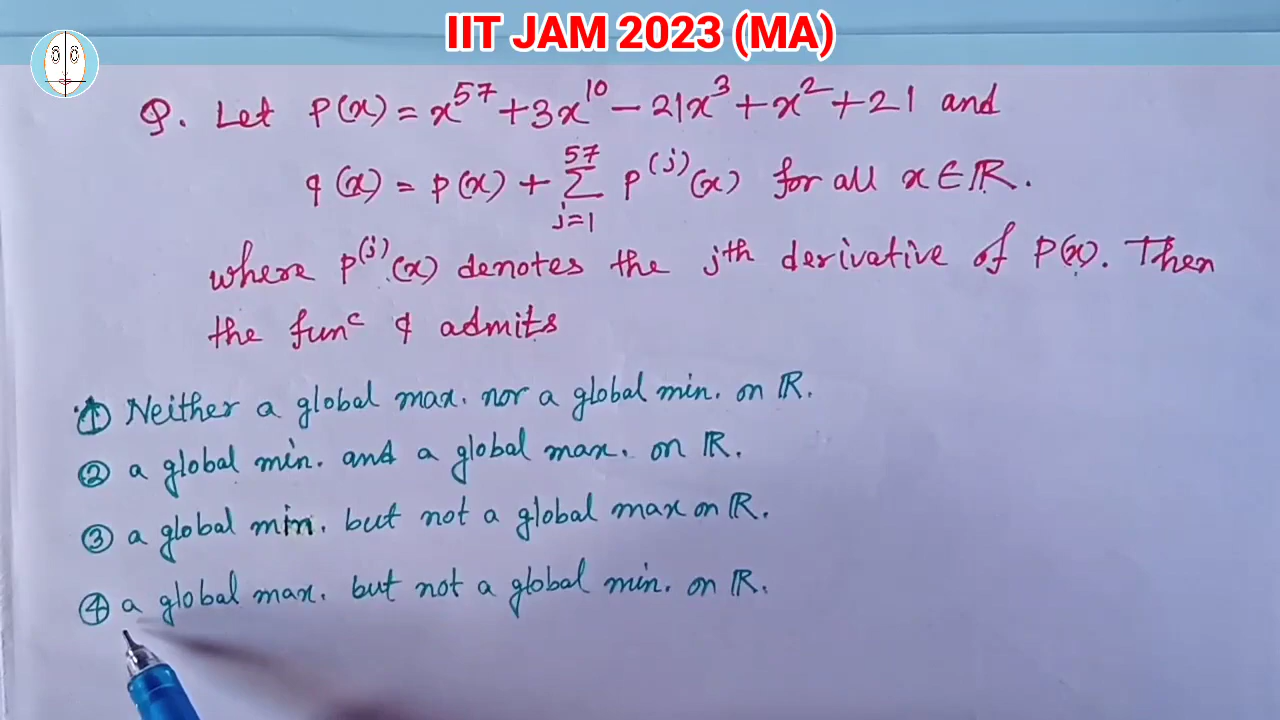 IIT JAM 2023 (MA)
Q. Let P(x) = x^57 + 3x^10 − 21x^3 + x^2 + 21 and
q(x) = p(x) + Σ_{j=1}^{57} p^(j)(x) for all x ∈ ℝ.
where p^(j)(x) denotes the jth derivative of P(x). Then
the func q admits
① Neither a global max. nor a global min. on ℝ.
② a global min. and a global max. on ℝ.
③ a global min. but not a global max on ℝ.
④ a global max. but not a global min. on ℝ.